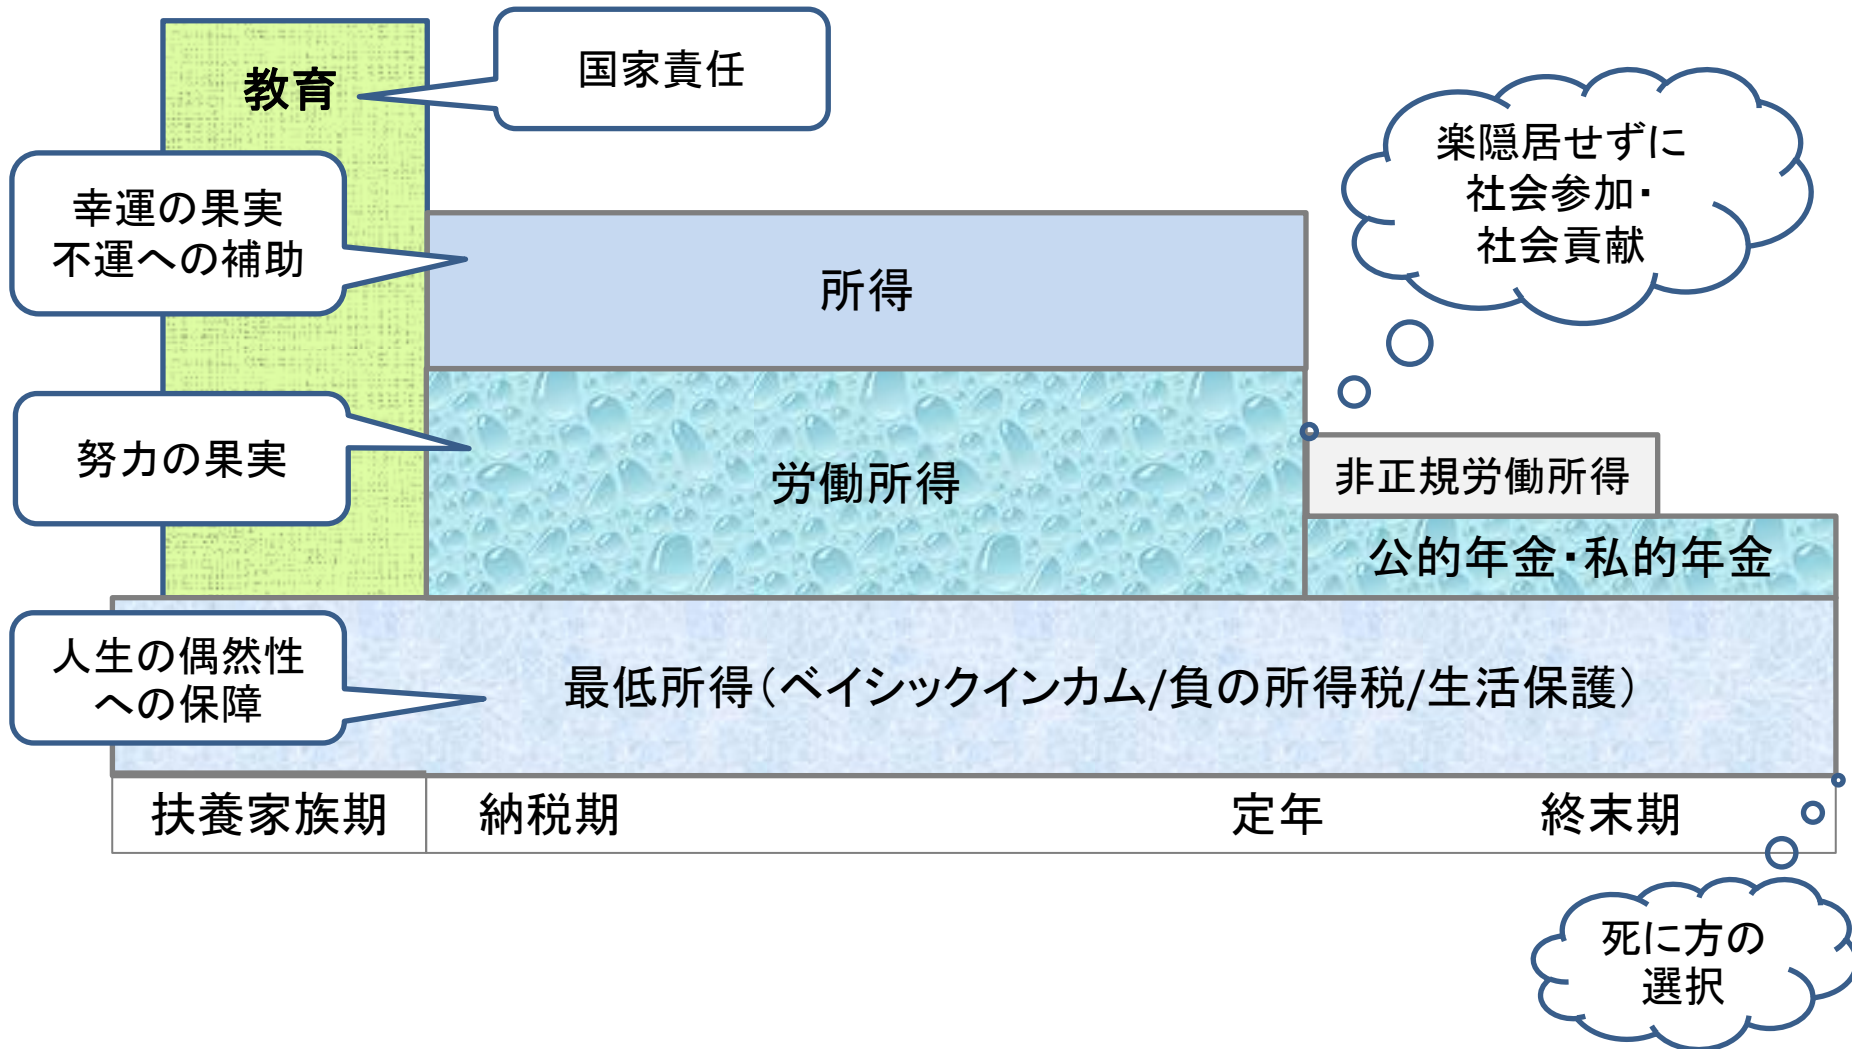 教育
国家責任
幸運の果実
不運への補助
楽隠居せずに
社会参加・
社会貢献
所得
努力の果実
労働所得
非正規労働所得
公的年金・私的年金
人生の偶然性
への保障
最低所得（ベイシックインカム/負の所得税/生活保護）
扶養家族期
納税期
定年
終末期
死に方の
選択